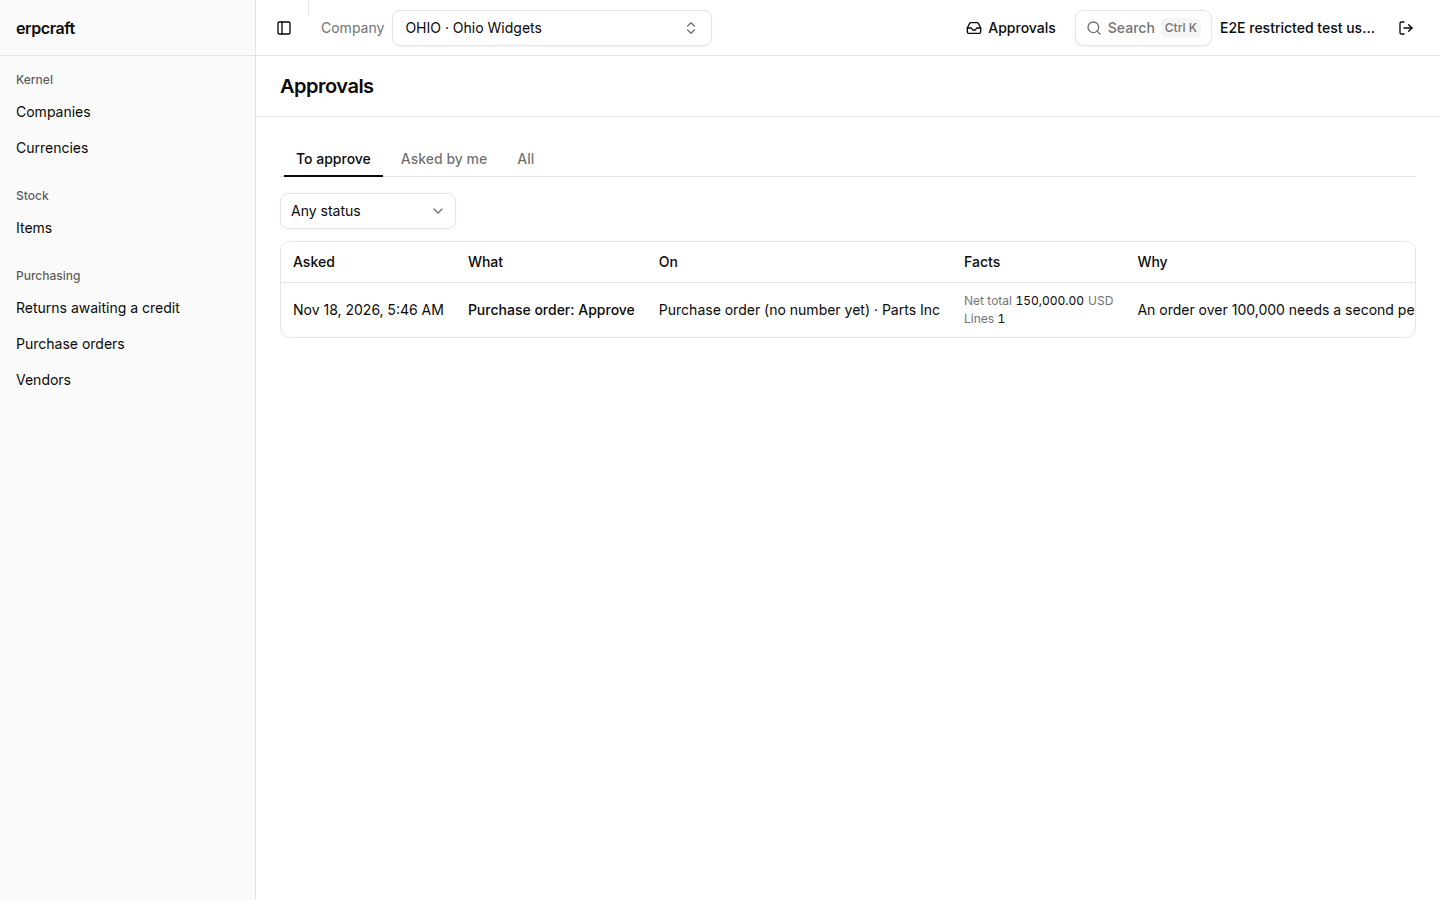 erpcraft
Company
OHIO · Ohio Widgets
Approvals
Search Ctrl K
E2E restricted test us...
Kernel
Companies
Currencies
Stock
Items
Purchasing
Returns awaiting a credit
Purchase orders
Vendors
Approvals
To approve
Asked by me
All
Any status
Asked What On Facts Why
Nov 18, 2026, 5:46 AM Purchase order: Approve Purchase order (no number yet) · Parts Inc Net total 150,000.00 USD An order over 100,000 needs a second pe
Lines 1